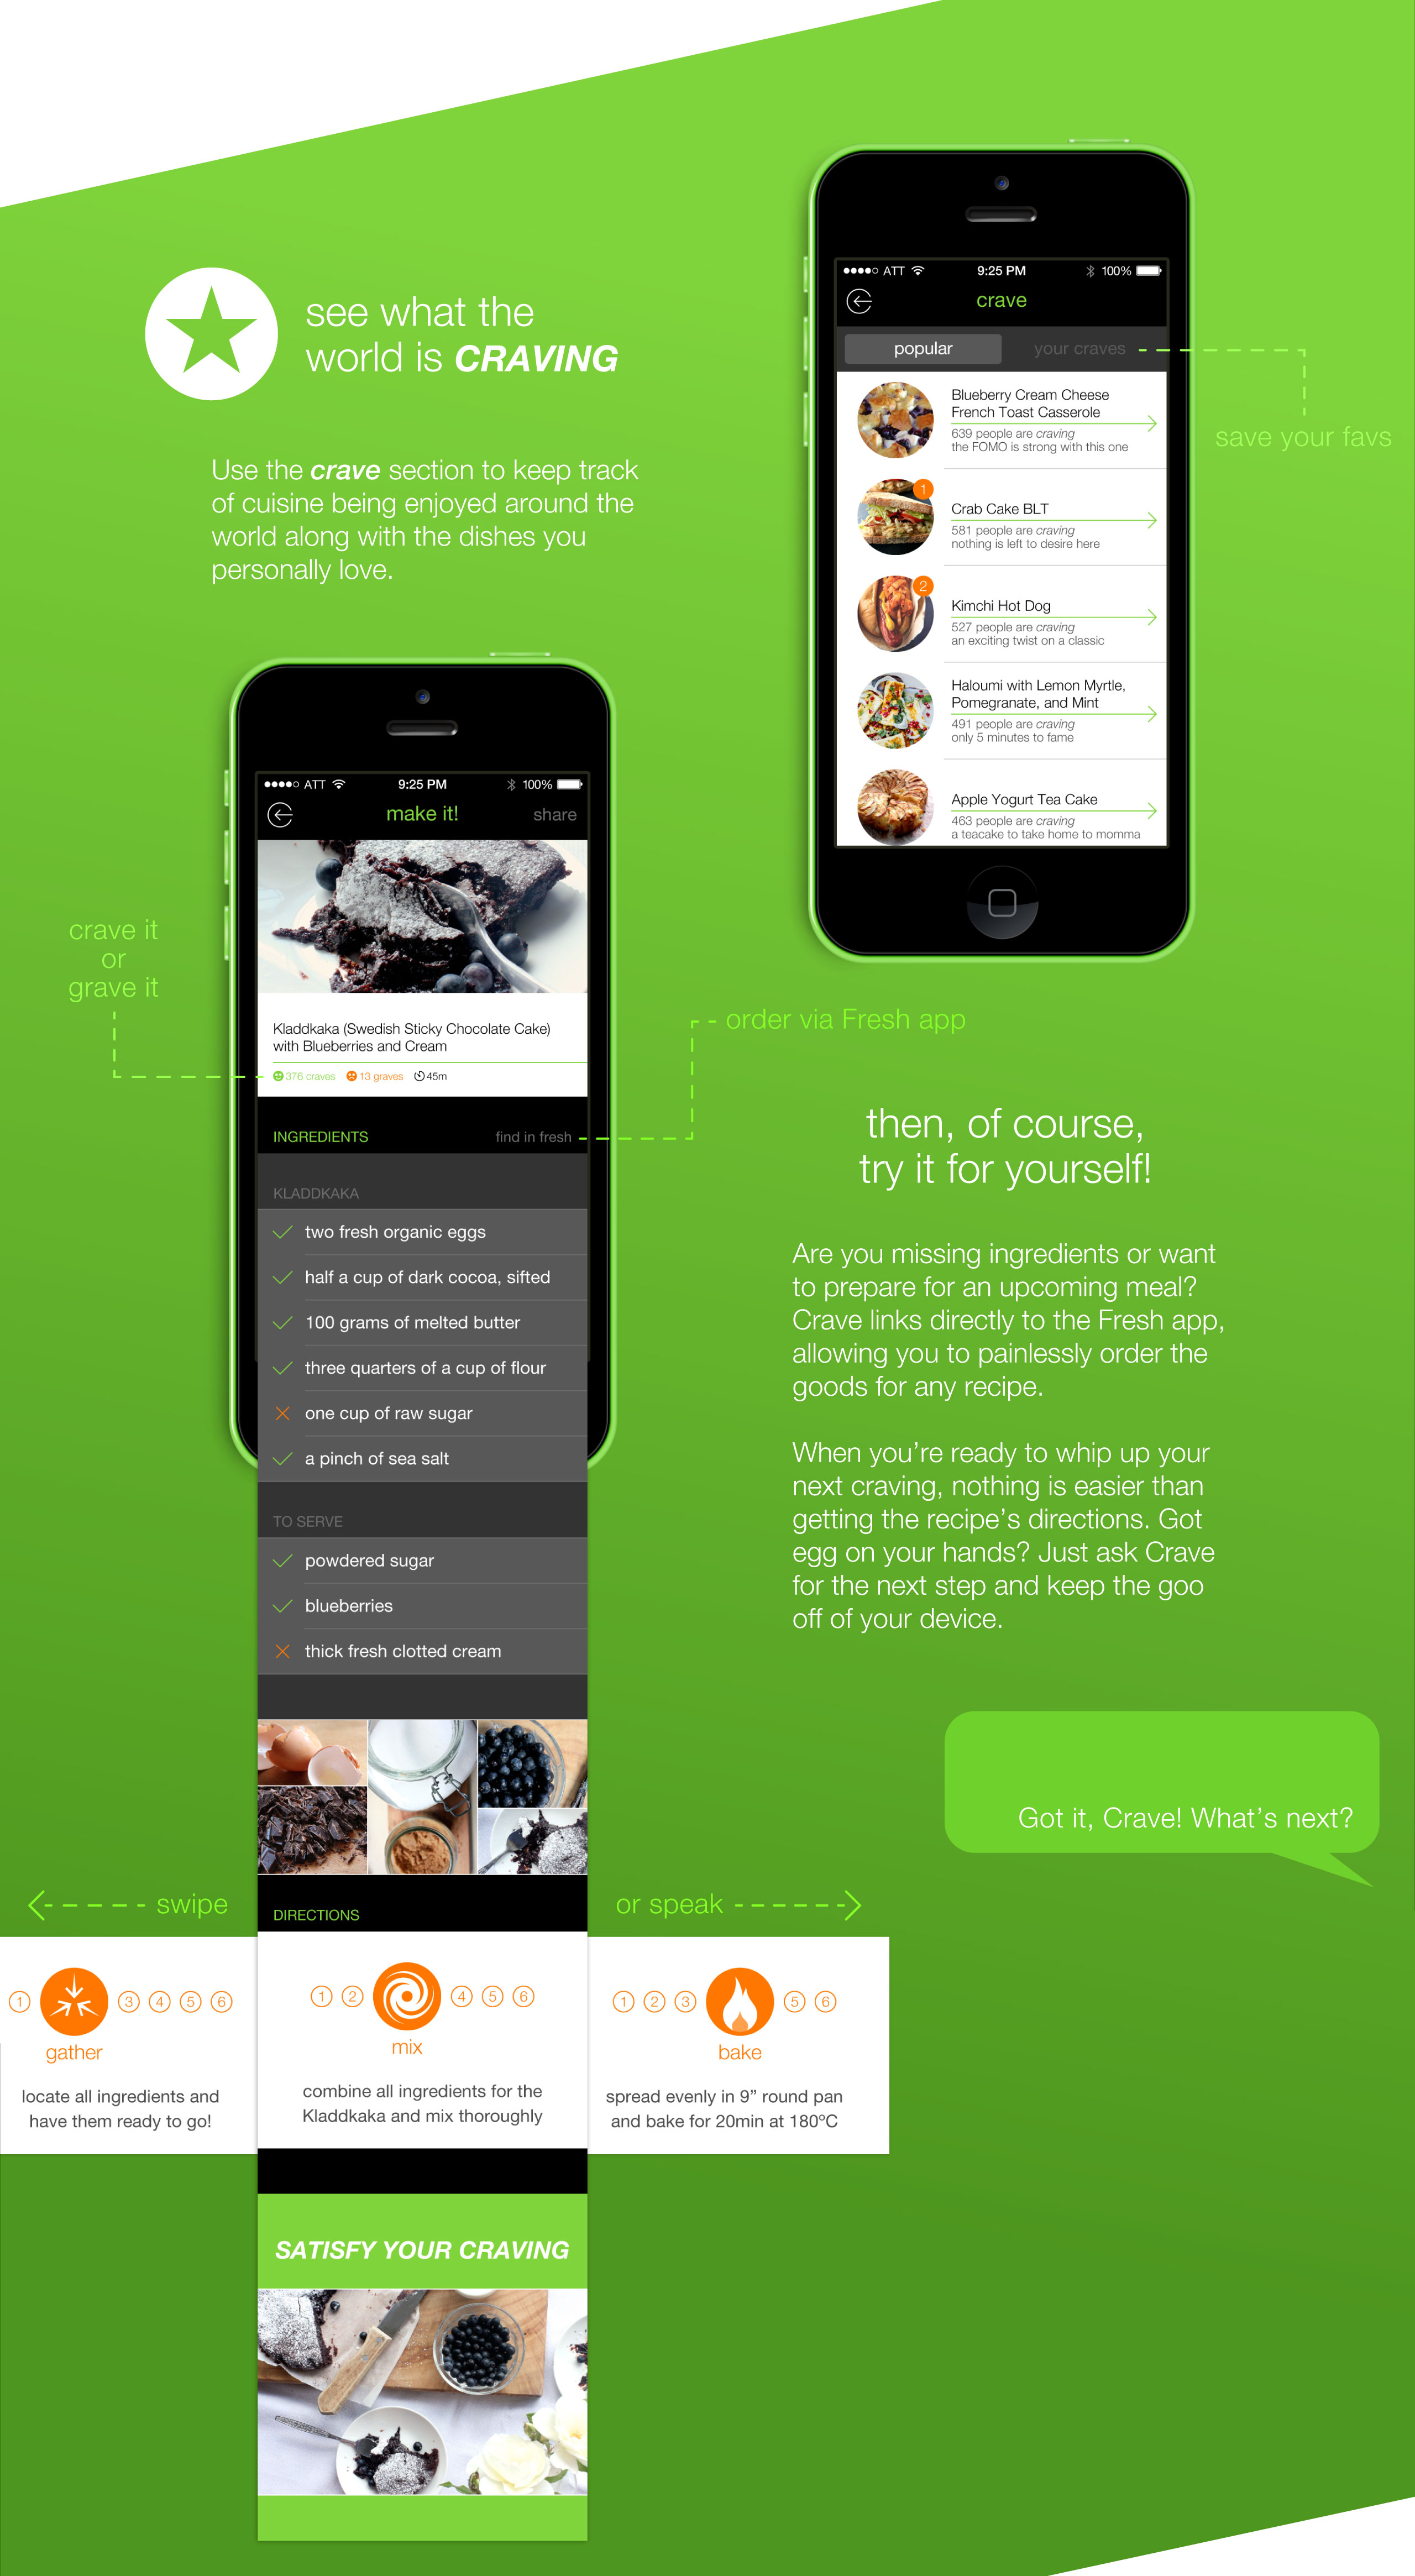 see what the
world is CRAVING
Use the crave section to keep track
of cuisine being enjoyed around the
world along with the dishes you
personally love.
ATT 9:25 PM 100%
crave
popular your craves
save your favs
Blueberry Cream Cheese
French Toast Casserole
639 people are craving
the FOMO is strong with this one
1
Crab Cake BLT
581 people are craving
nothing is left to desire here
2
Kimchi Hot Dog
527 people are craving
an exciting twist on a classic
Haloumi with Lemon Myrtle,
Pomegranate, and Mint
491 people are craving
only 5 minutes to fame
Apple Yogurt Tea Cake
463 people are craving
a teacake to take home to momma
ATT 9:25 PM 100%
make it! share
crave it
or
grave it
Kladdkaka (Swedish Sticky Chocolate Cake)
with Blueberries and Cream
376 craves 13 graves 45m
order via Fresh app
INGREDIENTS find in fresh
KLADDKAKA
two fresh organic eggs
half a cup of dark cocoa, sifted
100 grams of melted butter
three quarters of a cup of flour
one cup of raw sugar
a pinch of sea salt
TO SERVE
powdered sugar
blueberries
thick fresh clotted cream
then, of course,
try it for yourself!
Are you missing ingredients or want
to prepare for an upcoming meal?
Crave links directly to the Fresh app,
allowing you to painlessly order the
goods for any recipe.
When you're ready to whip up your
next craving, nothing is easier than
getting the recipe's directions. Got
egg on your hands? Just ask Crave
for the next step and keep the goo
off of your device.
Got it, Crave! What's next?
swipe
DIRECTIONS
or speak
1 3 4 5 6
gather
locate all ingredients and
have them ready to go!
1 2 4 5 6
mix
combine all ingredients for the
Kladdkaka and mix thoroughly
1 2 3 5 6
bake
spread evenly in 9” round pan
and bake for 20min at 180ºC
SATISFY YOUR CRAVING